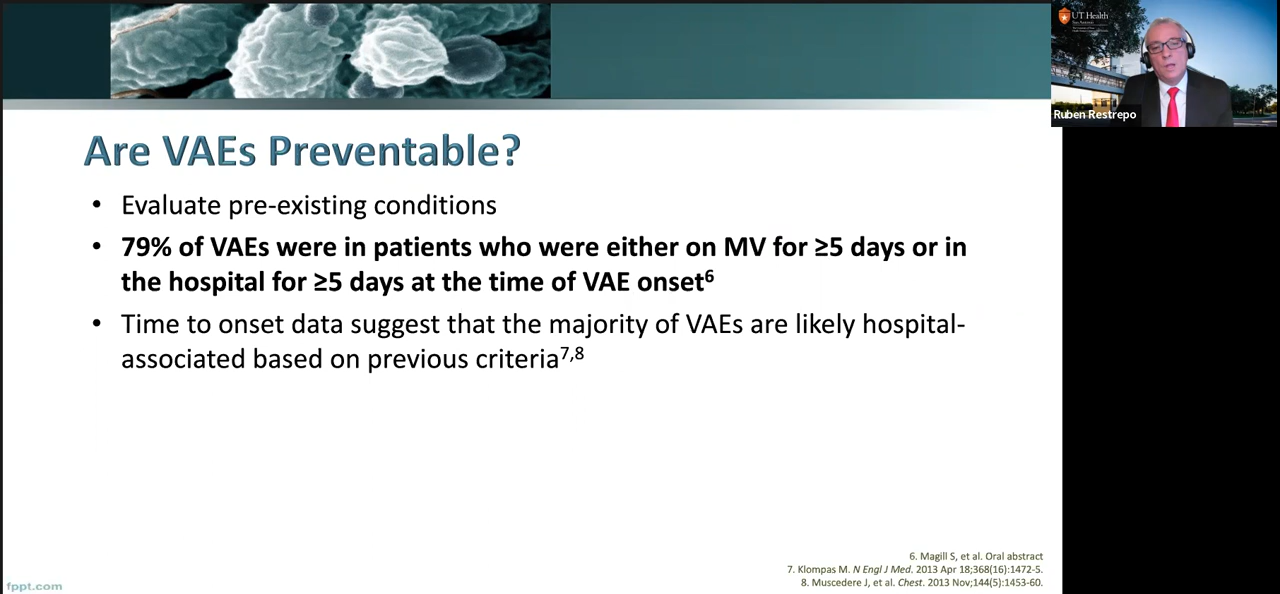 UT Health
San Antonio
Ruben Restrepo
Are VAEs Preventable?
• Evaluate pre-existing conditions
• 79% of VAEs were in patients who were either on MV for ≥5 days or in
the hospital for ≥5 days at the time of VAE onset6
• Time to onset data suggest that the majority of VAEs are likely hospital-
associated based on previous criteria7,8
6. Magill S, et al. Oral abstract
7. Klompas M. N Engl J Med. 2013 Apr 18;368(16):1472-5.
8. Muscedere J, et al. Chest. 2013 Nov;144(5):1453-60.
fppt.com